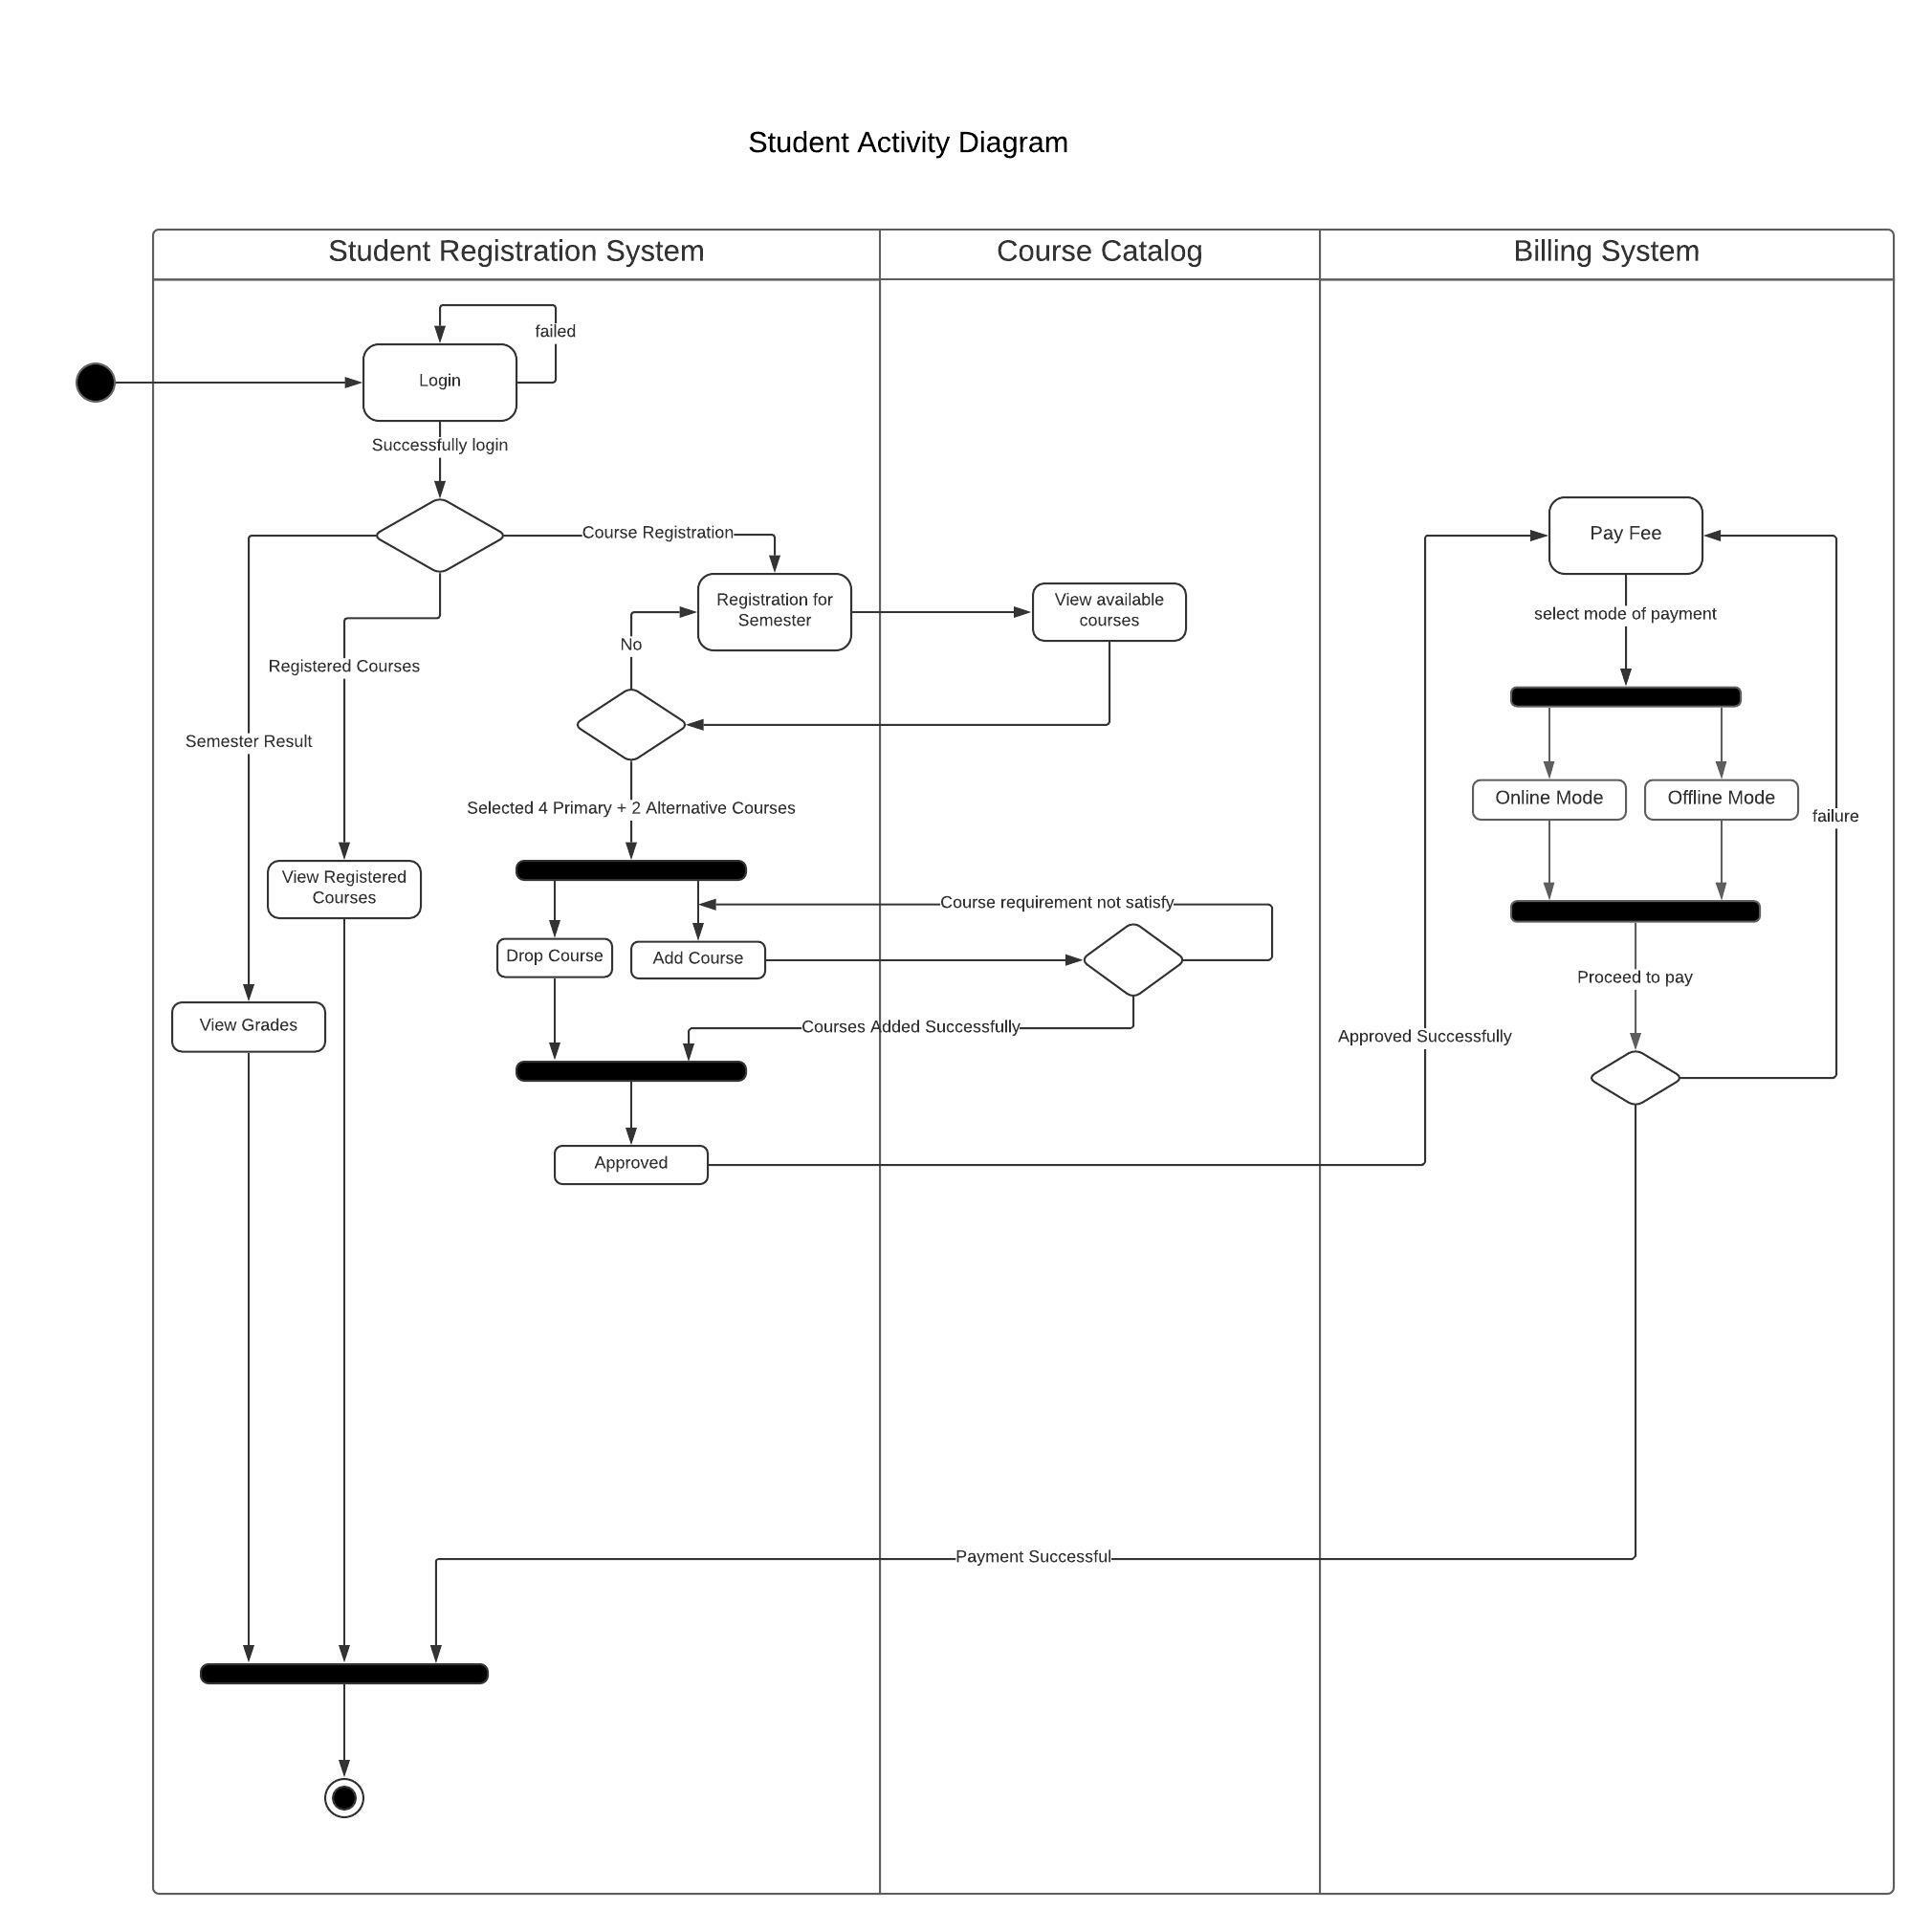 Student Activity Diagram
Student Registration System
Course Catalog
Billing System
failed
Login
Successfully login
Course Registration
Pay Fee
Registration for
Semester
View available
courses
select mode of payment
No
Registered Courses
Semester Result
Online Mode
Offline Mode
Selected 4 Primary + 2 Alternative Courses
failure
View Registered
Courses
Course requirement not satisfy
Drop Course
Add Course
Proceed to pay
View Grades
Courses Added Successfully
Approved Successfully
Approved
Payment Successful